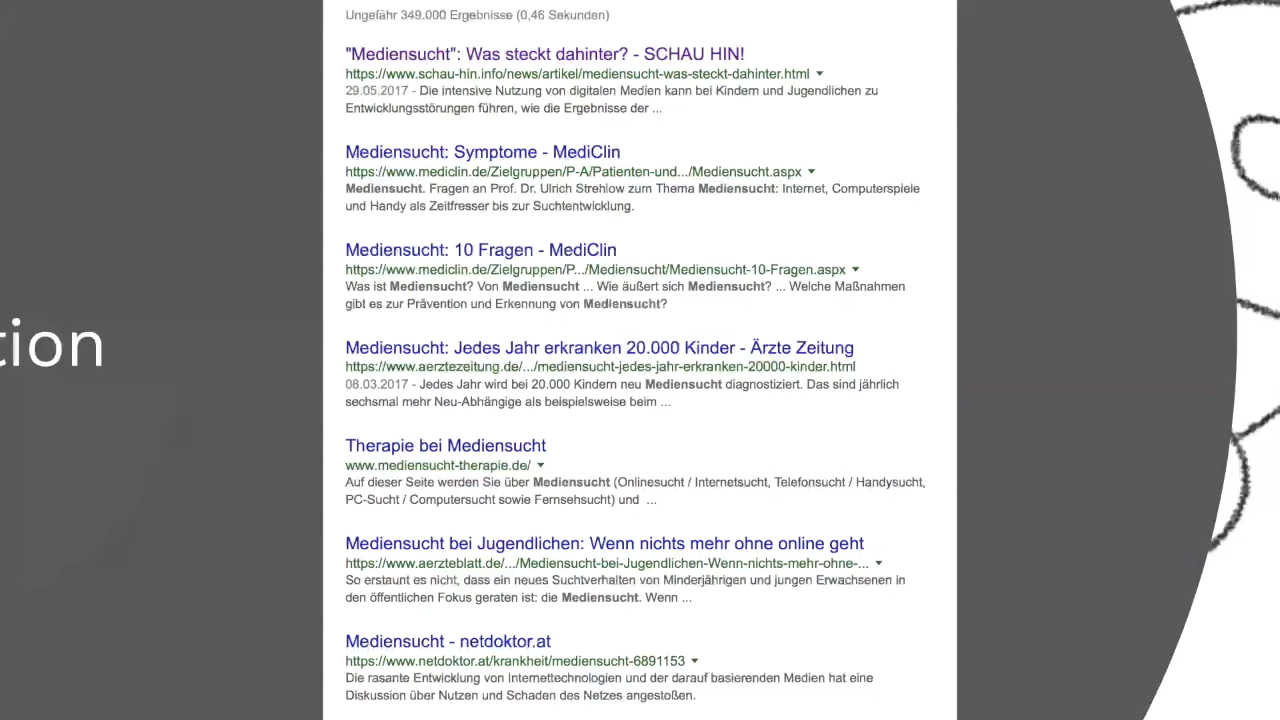 Ungefähr 349.000 Ergebnisse (0,46 Sekunden)
"Mediensucht": Was steckt dahinter? - SCHAU HIN!
https://www.schau-hin.info/news/artikel/mediensucht-was-steckt-dahinter.html
29.05.2017 - Die intensive Nutzung von digitalen Medien kann bei Kindern und Jugendlichen zu
Entwicklungsstörungen führen, wie die Ergebnisse der ...
Mediensucht: Symptome - MediClin
https://www.mediclin.de/Zielgruppen/P-A/Patienten-und.../Mediensucht.aspx
Mediensucht. Fragen an Prof. Dr. Ulrich Strehlow zum Thema Mediensucht: Internet, Computerspiele
und Handy als Zeitfresser bis zur Suchtentwicklung.
Mediensucht: 10 Fragen - MediClin
https://www.mediclin.de/Zielgruppen/P.../Mediensucht/Mediensucht-10-Fragen.aspx
Was ist Mediensucht? Von Mediensucht ... Wie äußert sich Mediensucht? ... Welche Maßnahmen
gibt es zur Prävention und Erkennung von Mediensucht?
tion
Mediensucht: Jedes Jahr erkranken 20.000 Kinder - Ärzte Zeitung
https://www.aerztezeitung.de/.../mediensucht-jedes-jahr-erkranken-20000-kinder.html
08.03.2017 - Jedes Jahr wird bei 20.000 Kindern neu Mediensucht diagnostiziert. Das sind jährlich
sechsmal mehr Neu-Abhängige als beispielsweise beim ...
Therapie bei Mediensucht
www.mediensucht-therapie.de/
Auf dieser Seite werden Sie über Mediensucht (Onlinesucht / Internetsucht, Telefonsucht / Handysucht,
PC-Sucht / Computersucht sowie Fernsehsucht) und ...
Mediensucht bei Jugendlichen: Wenn nichts mehr ohne online geht
https://www.aerzteblatt.de/.../Mediensucht-bei-Jugendlichen-Wenn-nichts-mehr-ohne-...
So erstaunt es nicht, dass ein neues Suchtverhalten von Minderjährigen und jungen Erwachsenen in
den öffentlichen Fokus geraten ist: die Mediensucht. Wenn ...
Mediensucht - netdoktor.at
https://www.netdoktor.at/krankheit/mediensucht-6891153
Die rasante Entwicklung von Internettechnologien und der darauf basierenden Medien hat eine
Diskussion über Nutzen und Schaden des Netzes angestoßen.